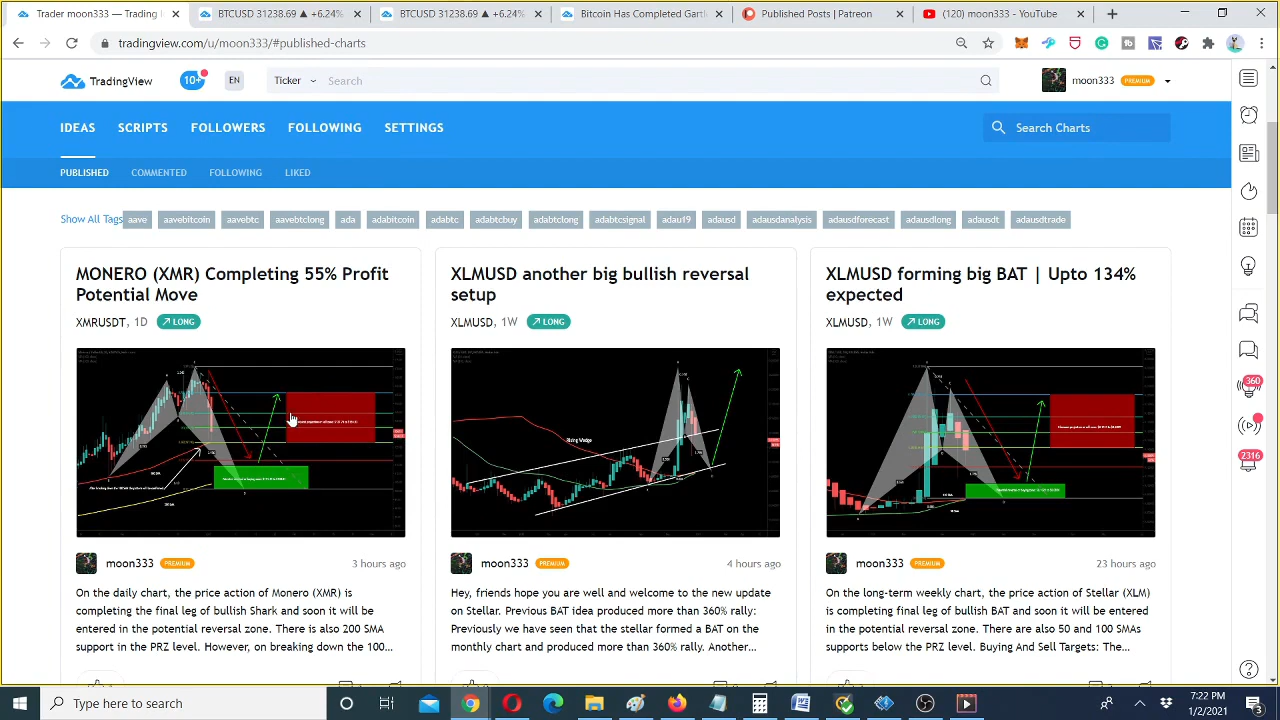 moon333 — Trading View
BTCUSD 31238.69 ▲ +6.24%
BTCUSD 31238.69 ▲ +6.24%
Bitcoin Has Completed Gar
Published Posts | Patreon
(120) moon333 - YouTube
tradingview.com/u/moon333/#published-charts
TradingView
10+
EN
Ticker
Search
moon333 PREMIUM
IDEAS SCRIPTS FOLLOWERS FOLLOWING SETTINGS
Search Charts
PUBLISHED COMMENTED FOLLOWING LIKED
Show All Tags aave aavebitcoin aavebtc aavebtclong ada adabitcoin adabtc adabtcbuy adabtclong adabtcsignal adau19 adausd adausdanalysis adausdforecast adausdlong adausdt adausdtrade
MONERO (XMR) Completing 55% Profit
Potential Move
XMRUSDT, 1D LONG
moon333 PREMIUM
3 hours ago
On the daily chart, the price action of Monero (XMR) is
completing the final leg of bullish Shark and soon it will be
entered in the potential reversal zone. There is also 200 SMA
support in the PRZ level. However, on breaking down the 100...
XLMUSD another big bullish reversal
setup
XLMUSD, 1W LONG
Rising Wedge
moon333 PREMIUM
4 hours ago
Hey, friends hope you are well and welcome to the new update
on Stellar. Previous BAT idea produced more than 360% rally:
Previously we have seen that the stellar formed a BAT on the
monthly chart and produced more than 360% rally. Another...
XLMUSD forming big BAT | Upto 134%
expected
XLMUSD, 1W LONG
moon333 PREMIUM
23 hours ago
On the long-term weekly chart, the price action of Stellar (XLM)
is completing final leg of bullish BAT and soon it will be entered
in the potential reversal zone. There are also 50 and 100 SMAs
supports below the PRZ level. Buying And Sell Targets: The...
360
2316
Type here to search
7:22 PM
1/2/2021
3